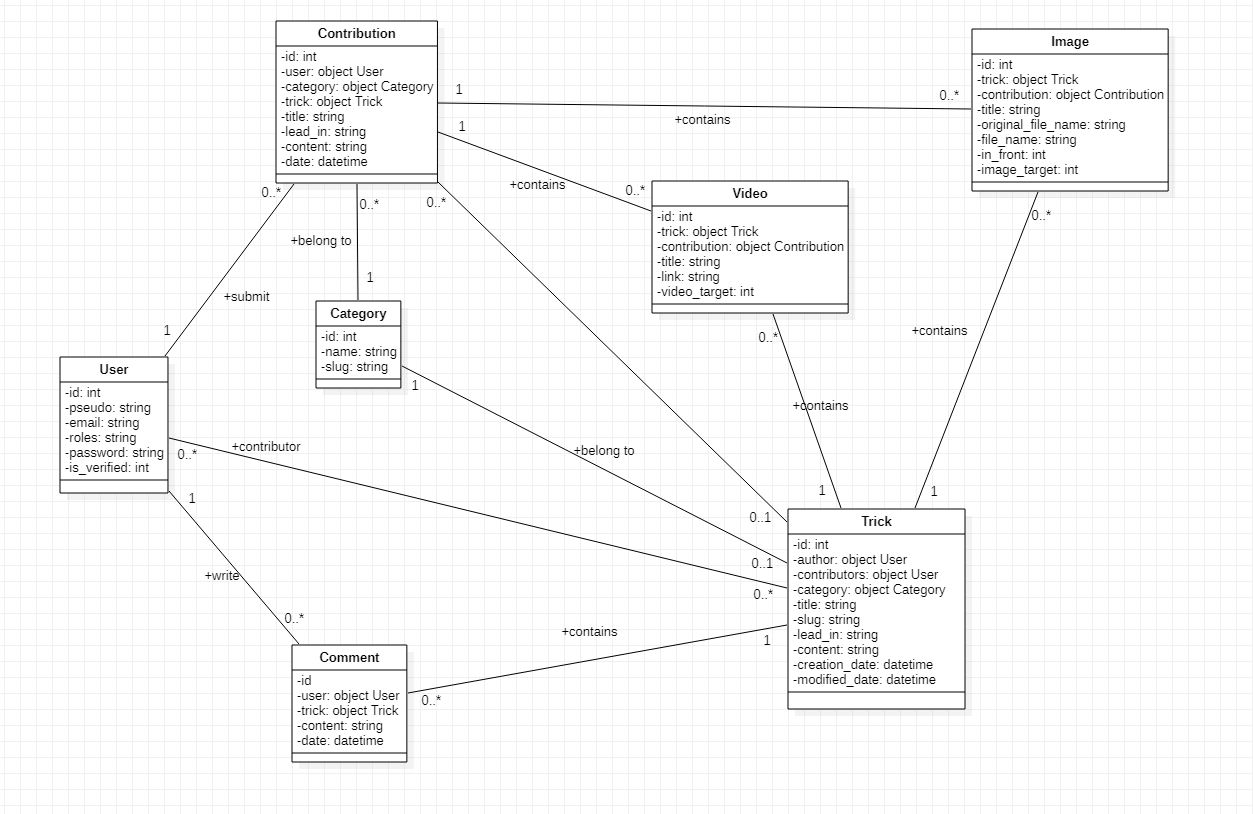 Contribution
-id: int
-user: object User
-category: object Category
-trick: object Trick
-title: string
-lead_in: string
-content: string
-date: datetime
Image
-id: int
-trick: object Trick
-contribution: object Contribution
-title: string
-original_file_name: string
-file_name: string
-in_front: int
-image_target: int
1
0..*
+contains
1
+contains
0..*
Video
-id: int
-trick: object Trick
-contribution: object Contribution
-title: string
-link: string
-video_target: int
0..*
0..*
0..*
0..*
+belong to
1
+submit
1
Category
-id: int
-name: string
-slug: string
1
0..*
+contains
+contains
User
-id: int
-pseudo: string
-email: string
-roles: string
-password: string
-is_verified: int
+contributor
0..*
+belong to
1
1
1
0..1
0..1
0..*
Trick
-id: int
-author: object User
-contributors: object User
-category: object Category
-title: string
-slug: string
-lead_in: string
-content: string
-creation_date: datetime
-modified_date: datetime
+write
0..*
+contains
1
0..*
Comment
-id
-user: object User
-trick: object Trick
-content: string
-date: datetime